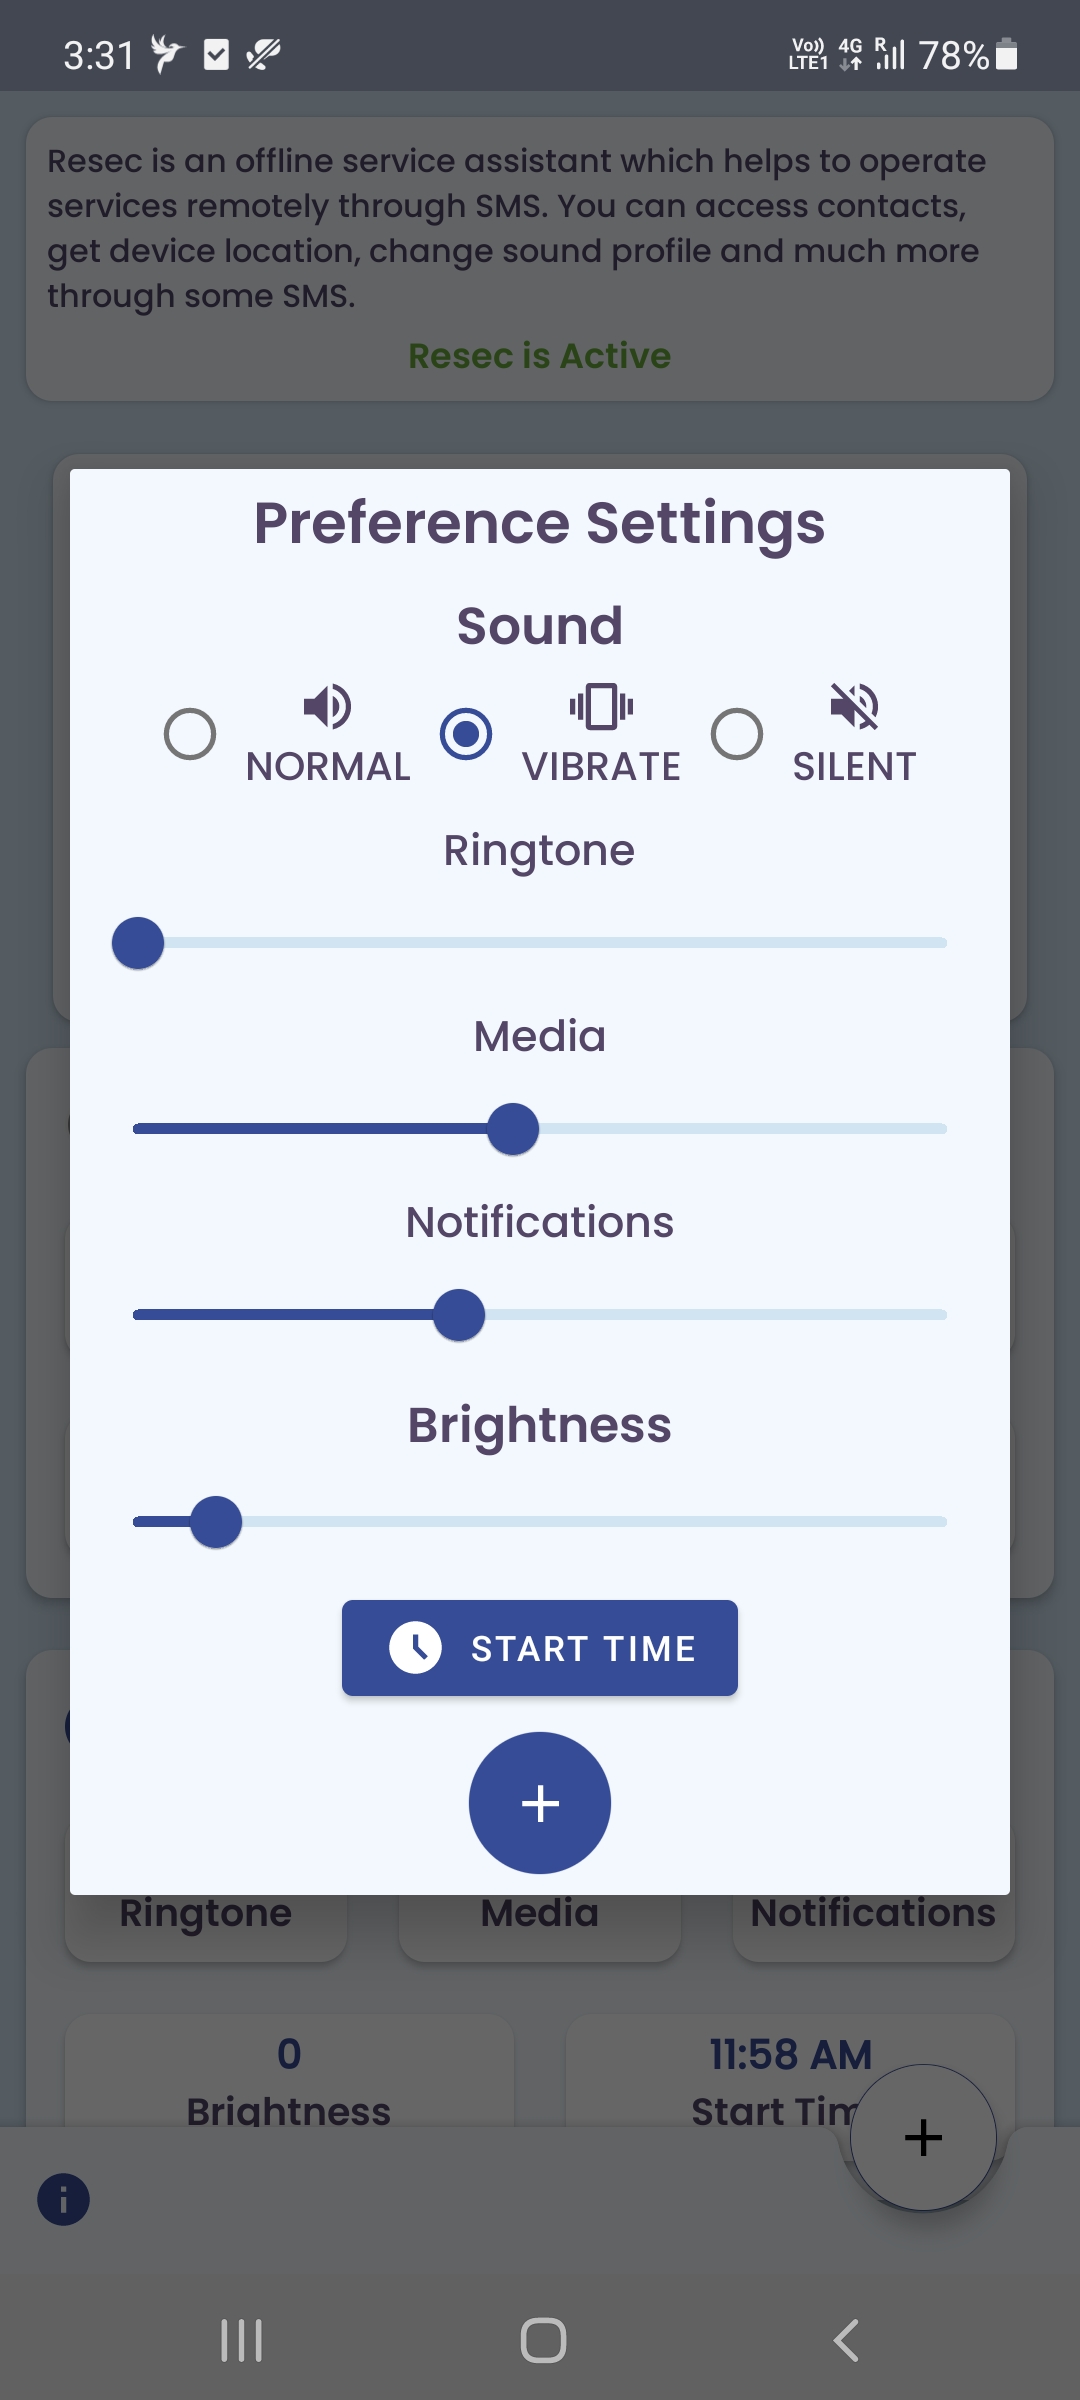 3:31
Vo)) LTE1 4G R 78%
Resec is an offline service assistant which helps to operate
services remotely through SMS. You can access contacts,
get device location, change sound profile and much more
through some SMS.
Resec is Active
Preference Settings
Sound
NORMAL VIBRATE SILENT
Ringtone
Media
Notifications
Brightness
START TIME
Ringtone Media Notifications
0 11:58 AM
Brightness Start Tim